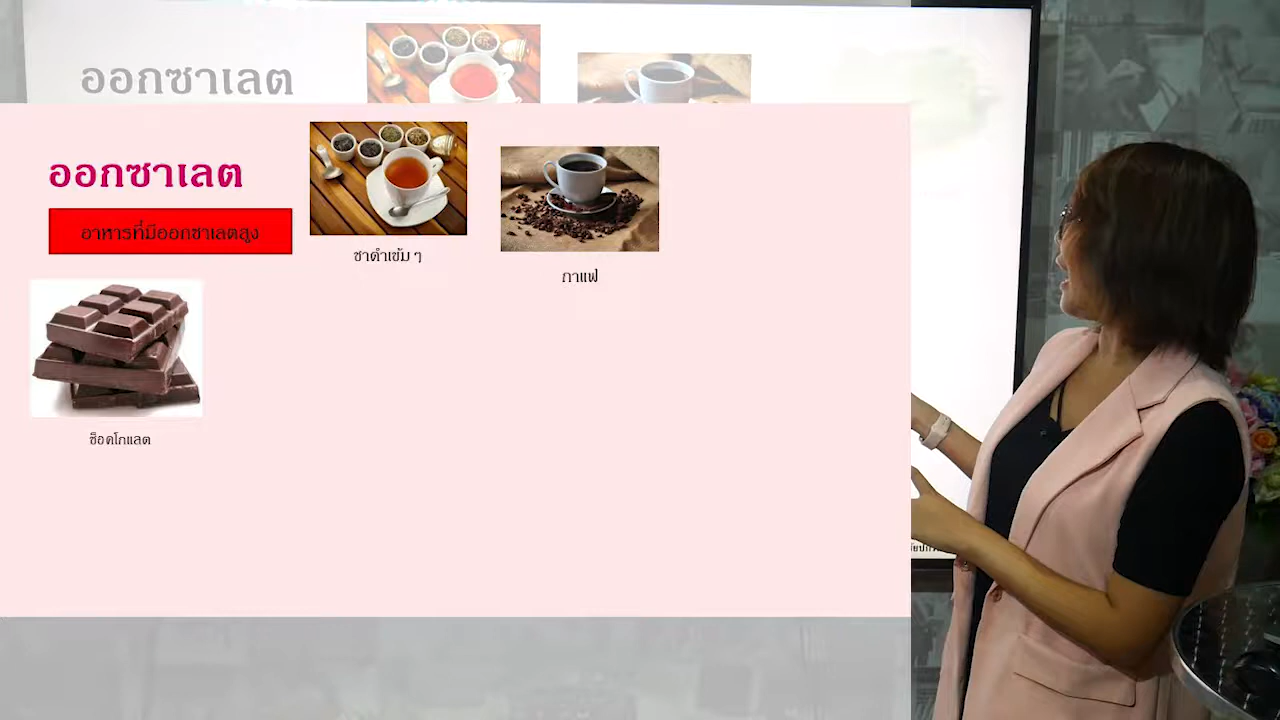 ออกซาเลต
ออกซาเลต
อาหารที่มีออกซาเลตสูง
ชาดำเข้ม ๆ
กาแฟ
ช็อคโกแลต